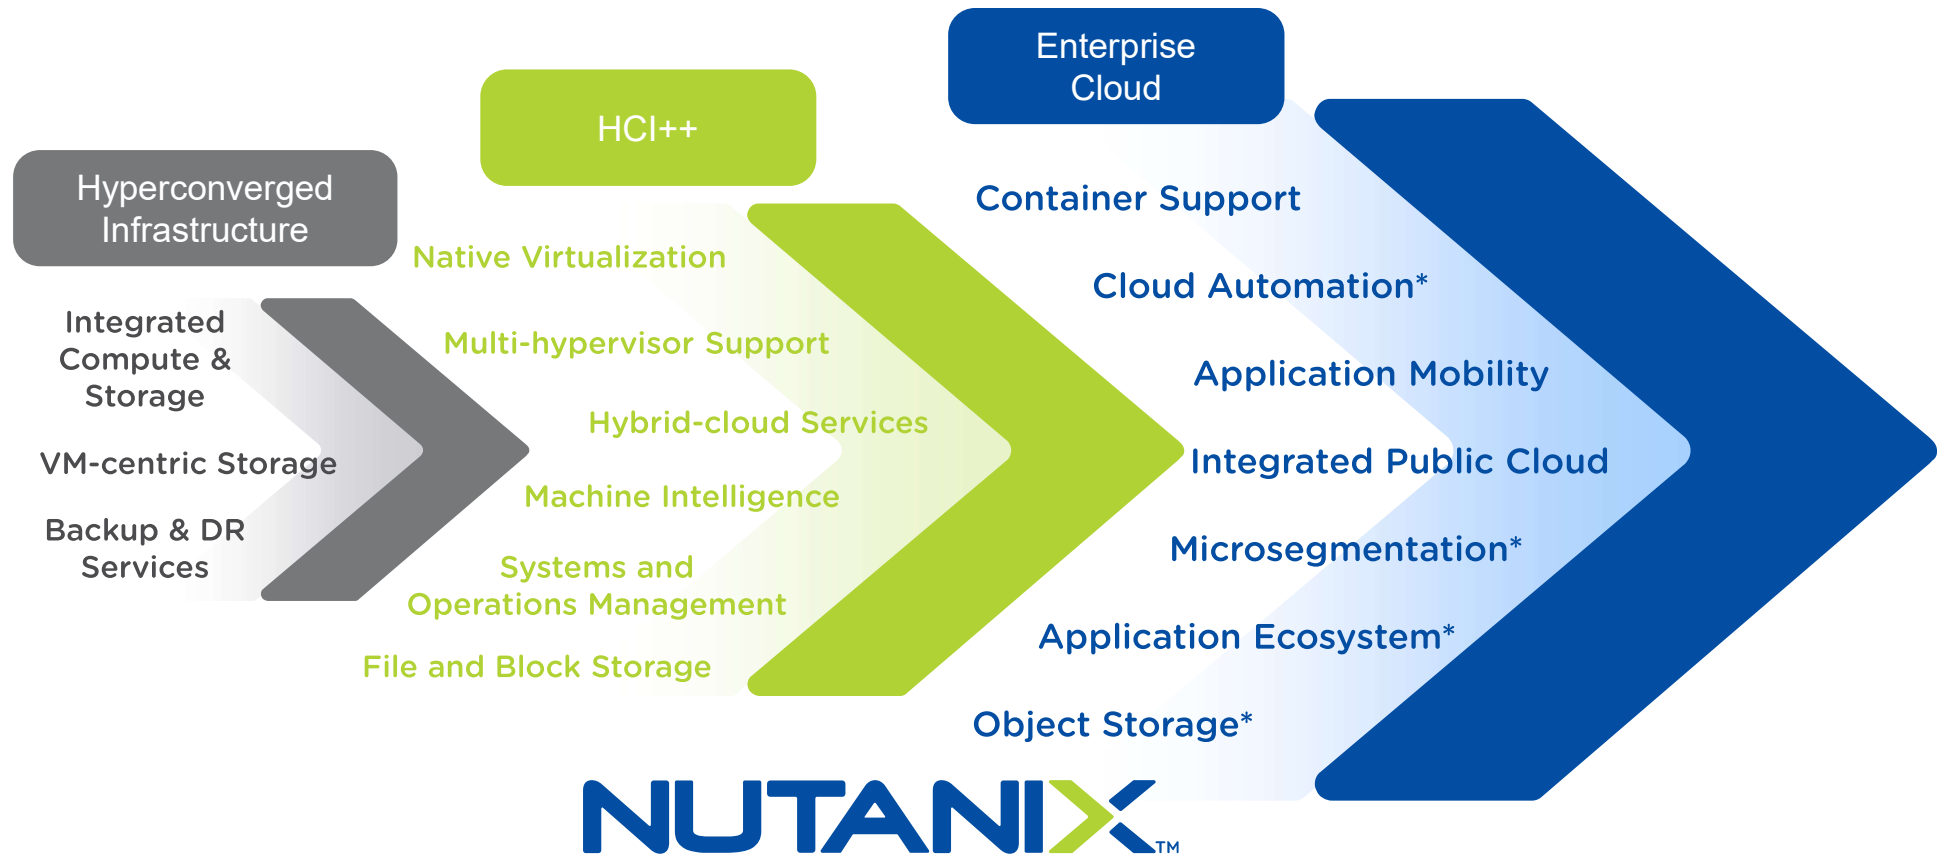 Hyperconverged
Infrastructure
Integrated
Compute &
Storage
VM-centric Storage
Backup & DR
Services
HCI++
Native Virtualization
Multi-hypervisor Support
Hybrid-cloud Services
Machine Intelligence
Systems and
Operations Management
File and Block Storage
Enterprise
Cloud
Container Support
Cloud Automation*
Application Mobility
Integrated Public Cloud
Microsegmentation*
Application Ecosystem*
Object Storage*
NUTANIX™